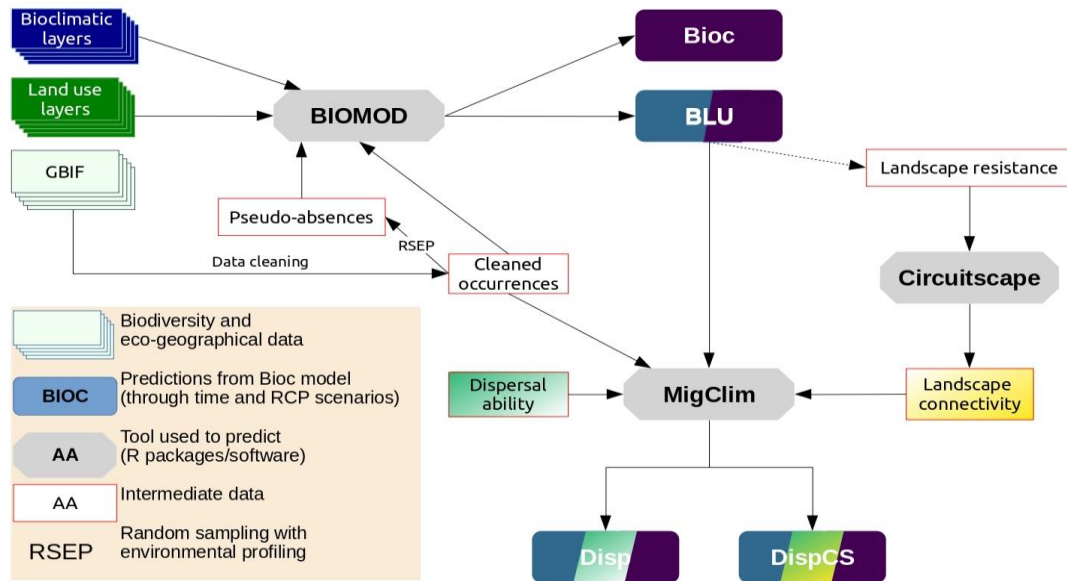 Bioclimatic
layers
Bioc
Land use
layers
BIOMOD
BLU
GBIF
Landscape resistance
Pseudo-absences
RSEP
Data cleaning
Cleaned
occurrences
Circuitscape
Biodiversity and
eco-geographical data
BIOC
Predictions from Bioc model
(through time and RCP scenarios)
Dispersal
ability
MigClim
Landscape
connectivity
AA
Tool used to predict
(R packages/software)
AA
Intermediate data
RSEP
Random sampling with
environmental profiling
Disp
DispCS